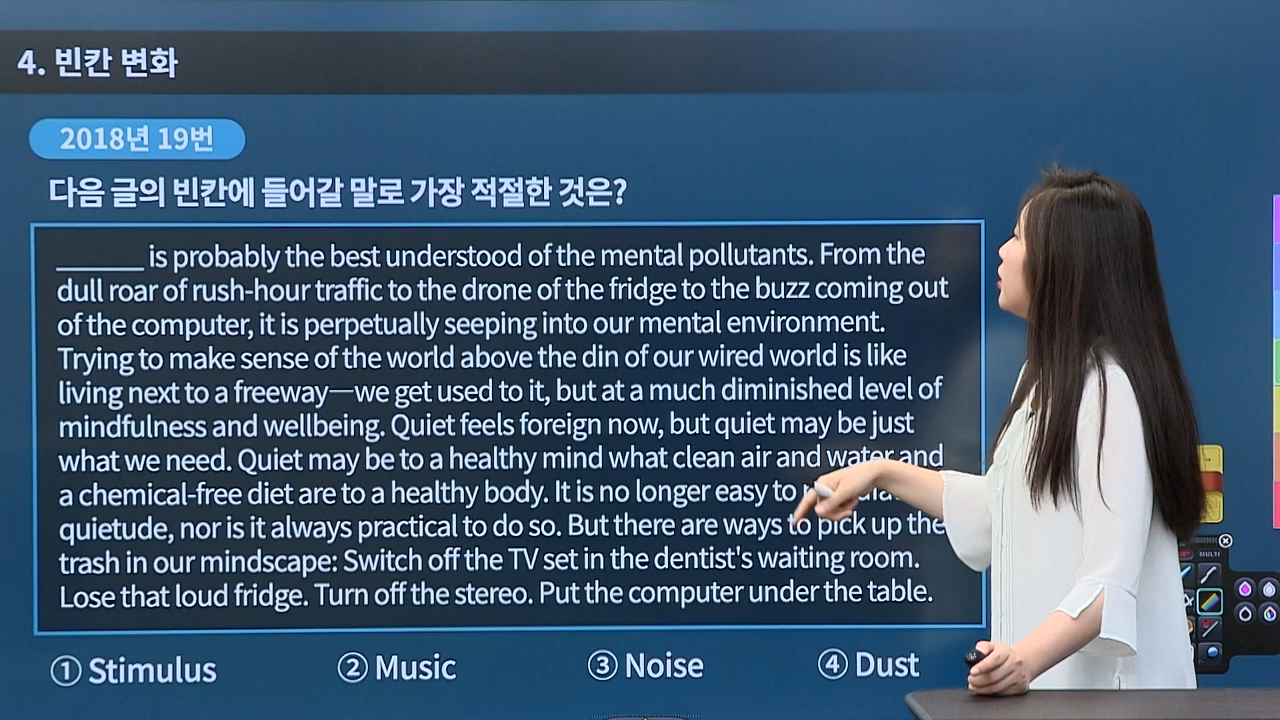 4. 빈칸 변화
2018년 19번
다음 글의 빈칸에 들어갈 말로 가장 적절한 것은?
______ is probably the best understood of the mental pollutants. From the
dull roar of rush-hour traffic to the drone of the fridge to the buzz coming out
of the computer, it is perpetually seeping into our mental environment.
Trying to make sense of the world above the din of our wired world is like
living next to a freeway—we get used to it, but at a much diminished level of
mindfulness and wellbeing. Quiet feels foreign now, but quiet may be just
what we need. Quiet may be to a healthy mind what clean air and water and
a chemical-free diet are to a healthy body. It is no longer easy to
quietude, nor is it always practical to do so. But there are ways to pick up the
trash in our mindscape: Switch off the TV set in the dentist's waiting room.
Lose that loud fridge. Turn off the stereo. Put the computer under the table.
① Stimulus ② Music ③ Noise ④ Dust
MULTI